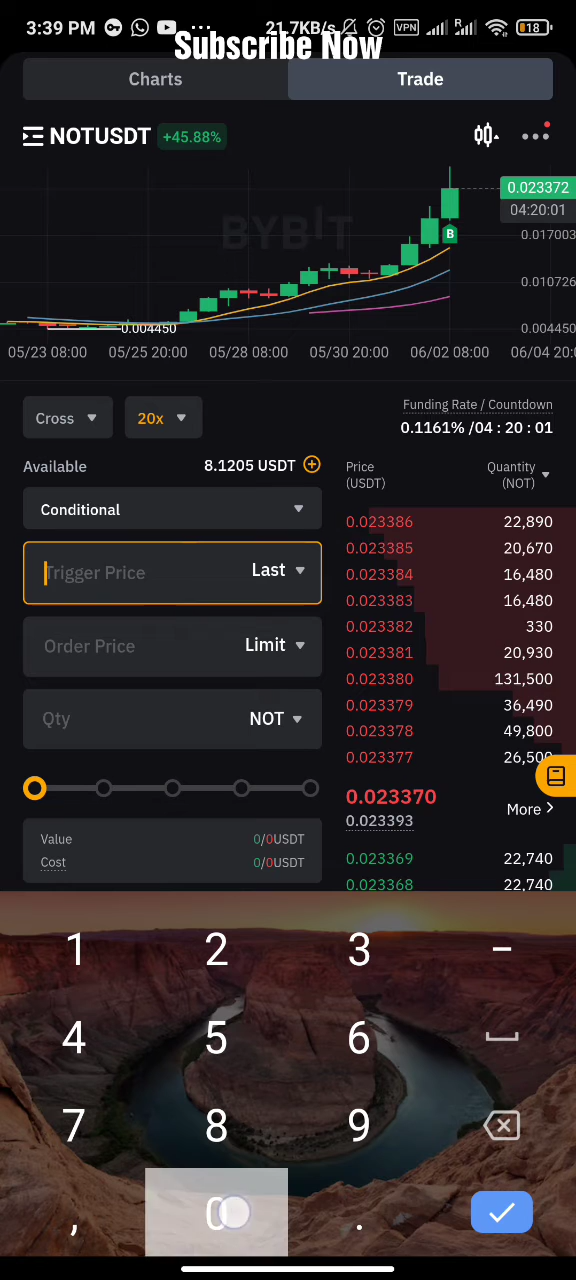 3:39 PM ... 21.7KB/s VPN R 18
Subscribe Now
Charts Trade
NOTUSDT +45.88%
BYBIT
0.023372
04:20:01
B
0.017003
0.010726
0.004450
0.004450
05/23 08:00 05/25 20:00 05/28 08:00 05/30 20:00 06/02 08:00 06/04 20:
Cross 20x
Funding Rate / Countdown
0.1161% /04 : 20 : 01
Available 8.1205 USDT
Conditional
Trigger Price Last
Order Price Limit
Qty NOT
Value 0/0USDT
Cost 0/0USDT
Price (USDT) Quantity (NOT)
0.023386 22,890
0.023385 20,670
0.023384 16,480
0.023383 16,480
0.023382 330
0.023381 20,930
0.023380 131,500
0.023379 36,490
0.023378 49,800
0.023377 26,500
0.023370
0.023393
More >
0.023369 22,740
0.023368 22,740
1 2 3 -
4 5 6
7 8 9
, 0 .